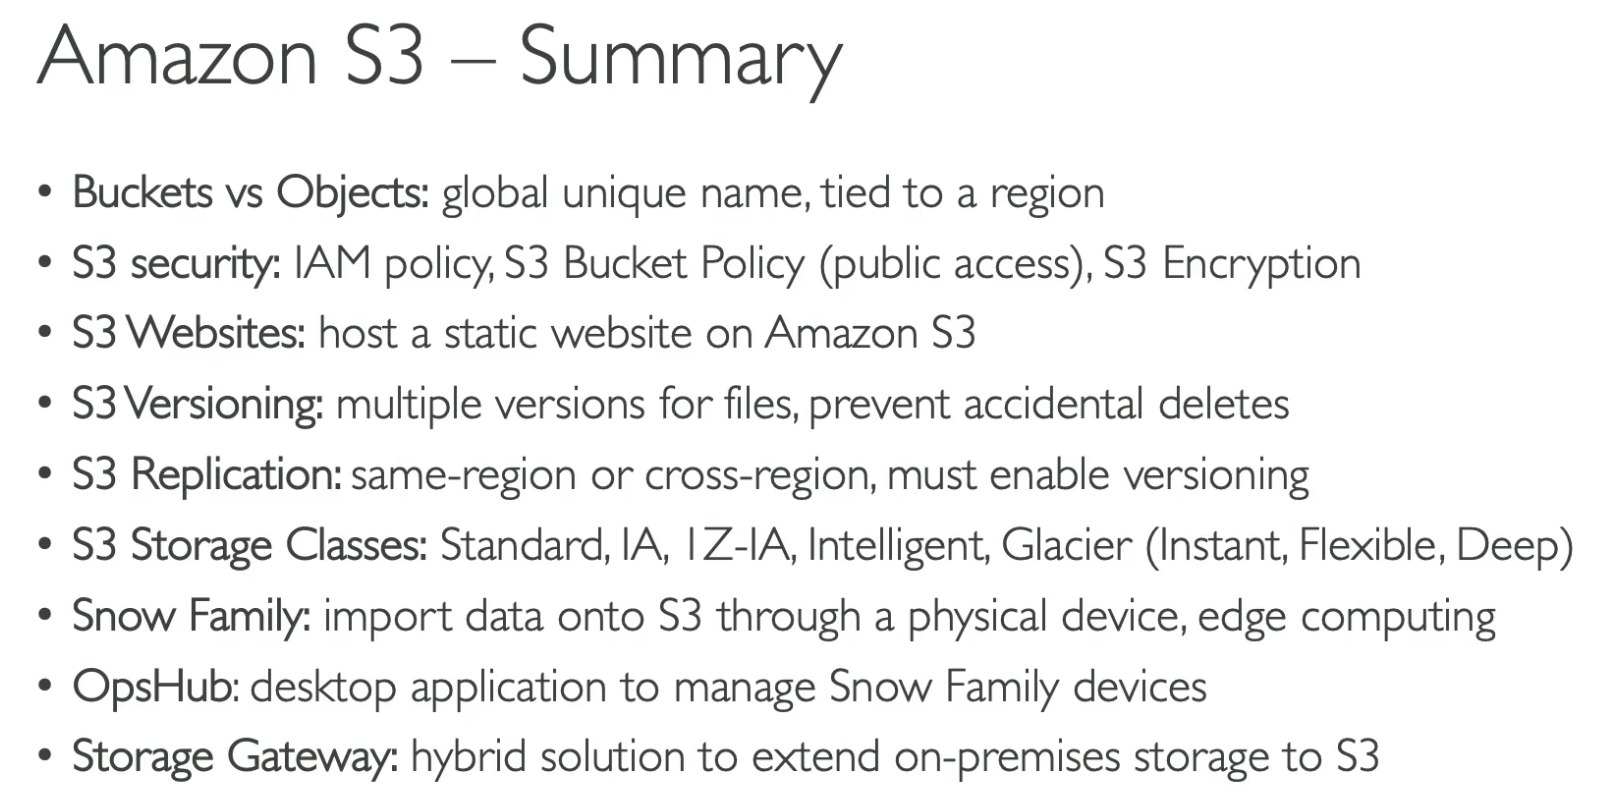 Amazon S3 – Summary
• Buckets vs Objects: global unique name, tied to a region
• S3 security: IAM policy, S3 Bucket Policy (public access), S3 Encryption
• S3 Websites: host a static website on Amazon S3
• S3 Versioning: multiple versions for files, prevent accidental deletes
• S3 Replication: same-region or cross-region, must enable versioning
• S3 Storage Classes: Standard, IA, 1Z-IA, Intelligent, Glacier (Instant, Flexible, Deep)
• Snow Family: import data onto S3 through a physical device, edge computing
• OpsHub: desktop application to manage Snow Family devices
• Storage Gateway: hybrid solution to extend on-premises storage to S3